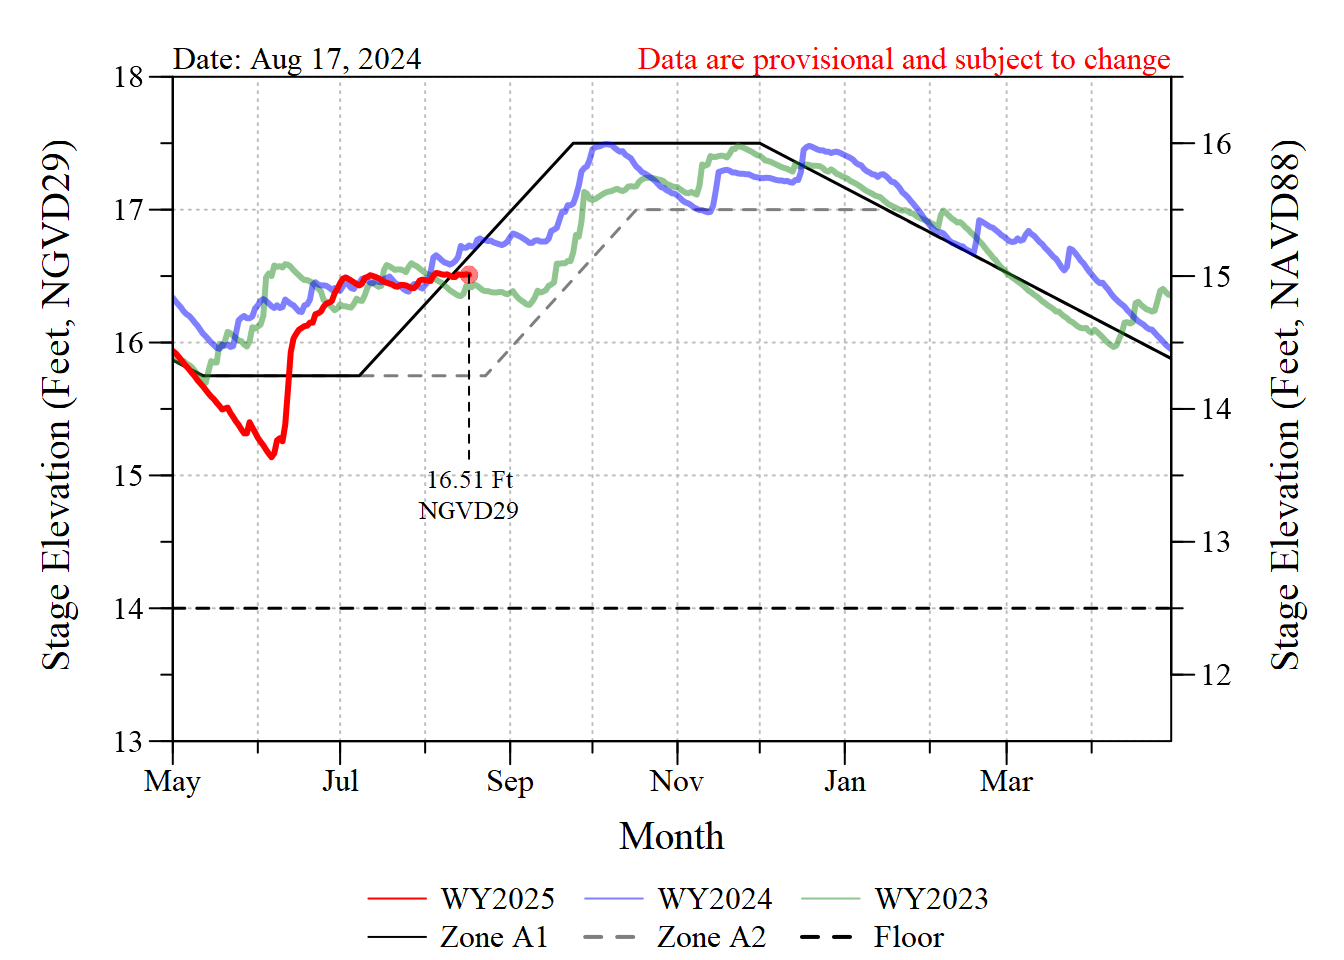 Date: Aug 17, 2024
Data are provisional and subject to change
18
17
16
15
14
13
Stage Elevation (Feet, NGVD29)
16
15
14
13
12
Stage Elevation (Feet, NAVD88)
16.51 Ft
NGVD29
May Jul Sep Nov Jan Mar
Month
WY2025 WY2024 WY2023
Zone A1 Zone A2 Floor